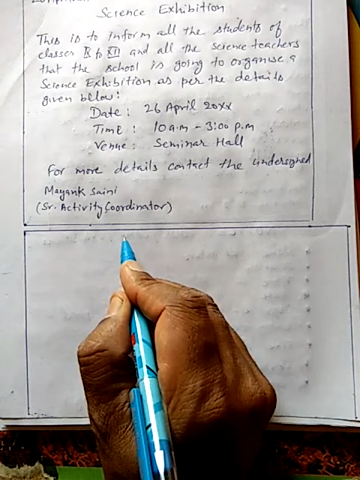 Science Exhibition
This is to inform all the students of
classes X to XII and all the science teachers
that the school is going to organise a
Science Exhibition as per the details
given bllow:
Date : 26 April 20xx
Time : 10 a.m - 3:00 p.m
Venue : Seminar Hall
For more details contact the undersigned
Mayank Saini
(Sr. Activity Coordinator)